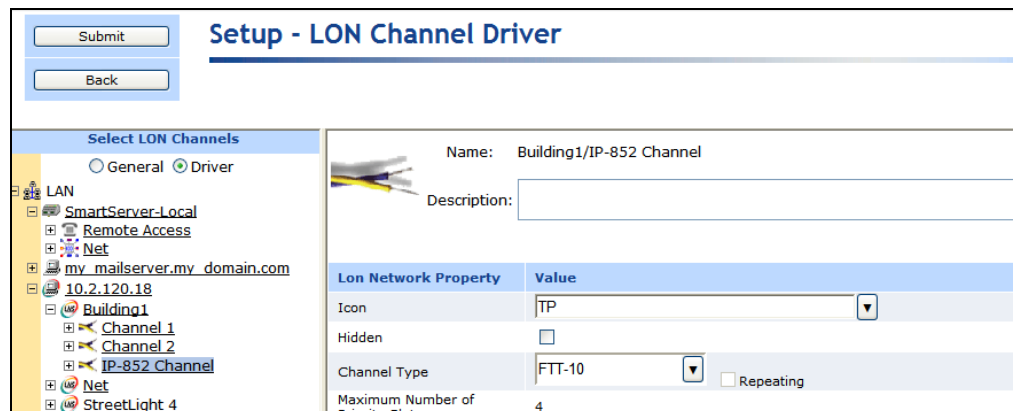 Submit
Back
Setup - LON Channel Driver
Select LON Channels
General Driver
LAN
SmartServer-Local
Remote Access
Net
my_mailserver.my_domain.com
10.2.120.18
LNS Building1
Channel 1
Channel 2
IP-852 Channel
LNS Net
LNS StreetLight 4
Name: Building1/IP-852 Channel
Description:
Lon Network Property Value
Icon TP
Hidden
Channel Type FTT-10 Repeating
Maximum Number of
4